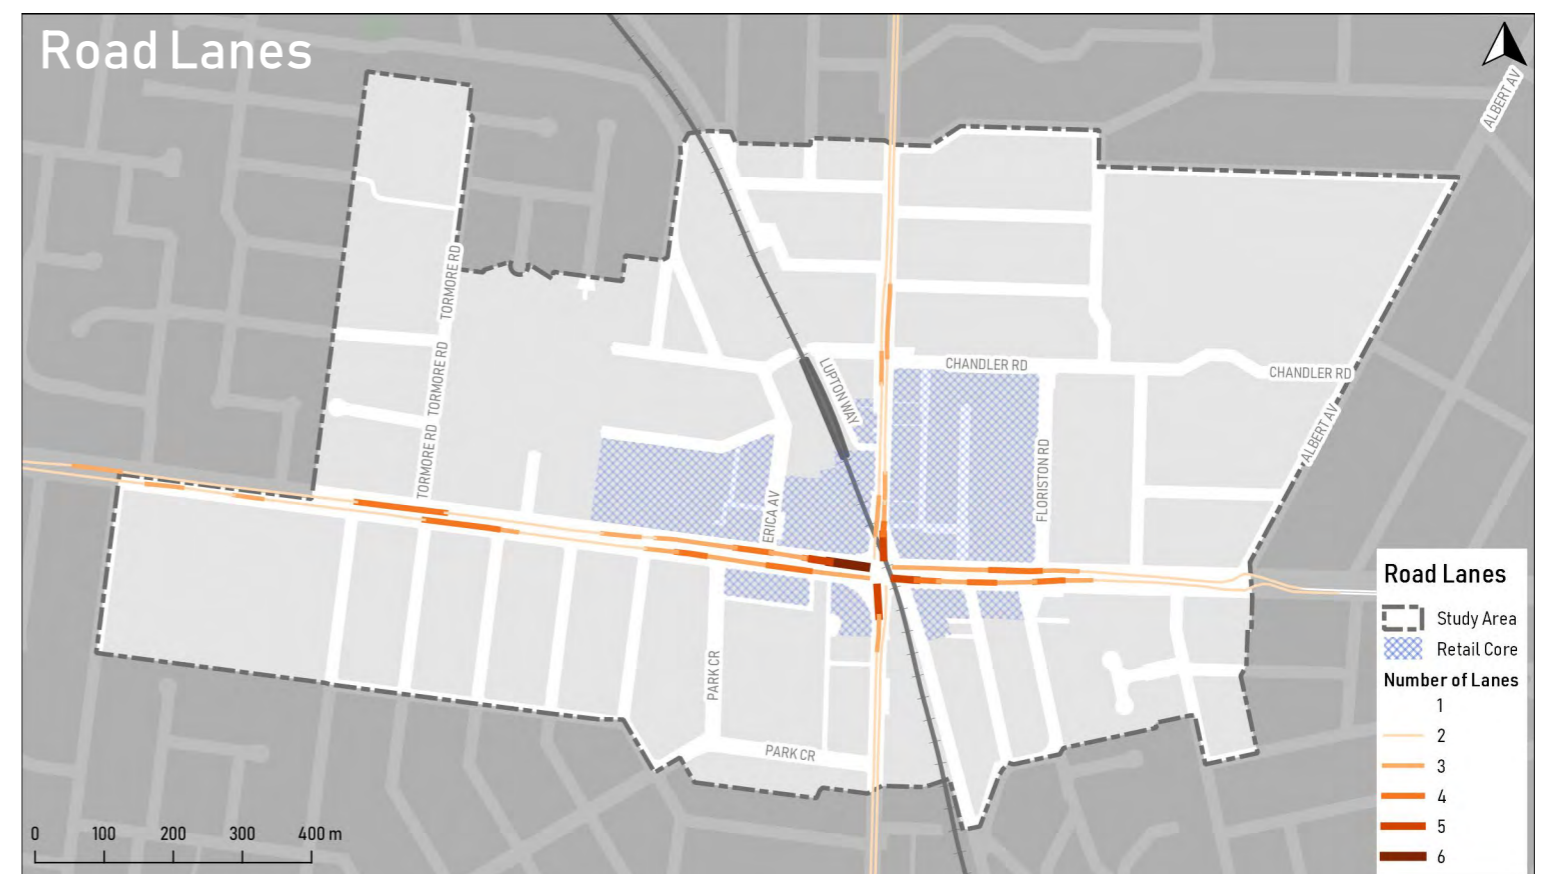 Road Lanes
ALBERT AV
TORMORE RD
TORMORE RD
TORMORE RD
LUPTON WAY
CHANDLER RD
CHANDLER RD
ALBERT AV
FLORISTON RD
ERICA AV
PARK CR
PARK CR
Road Lanes
Study Area
Retail Core
Number of Lanes
1
2
3
4
5
6
0 100 200 300 400 m